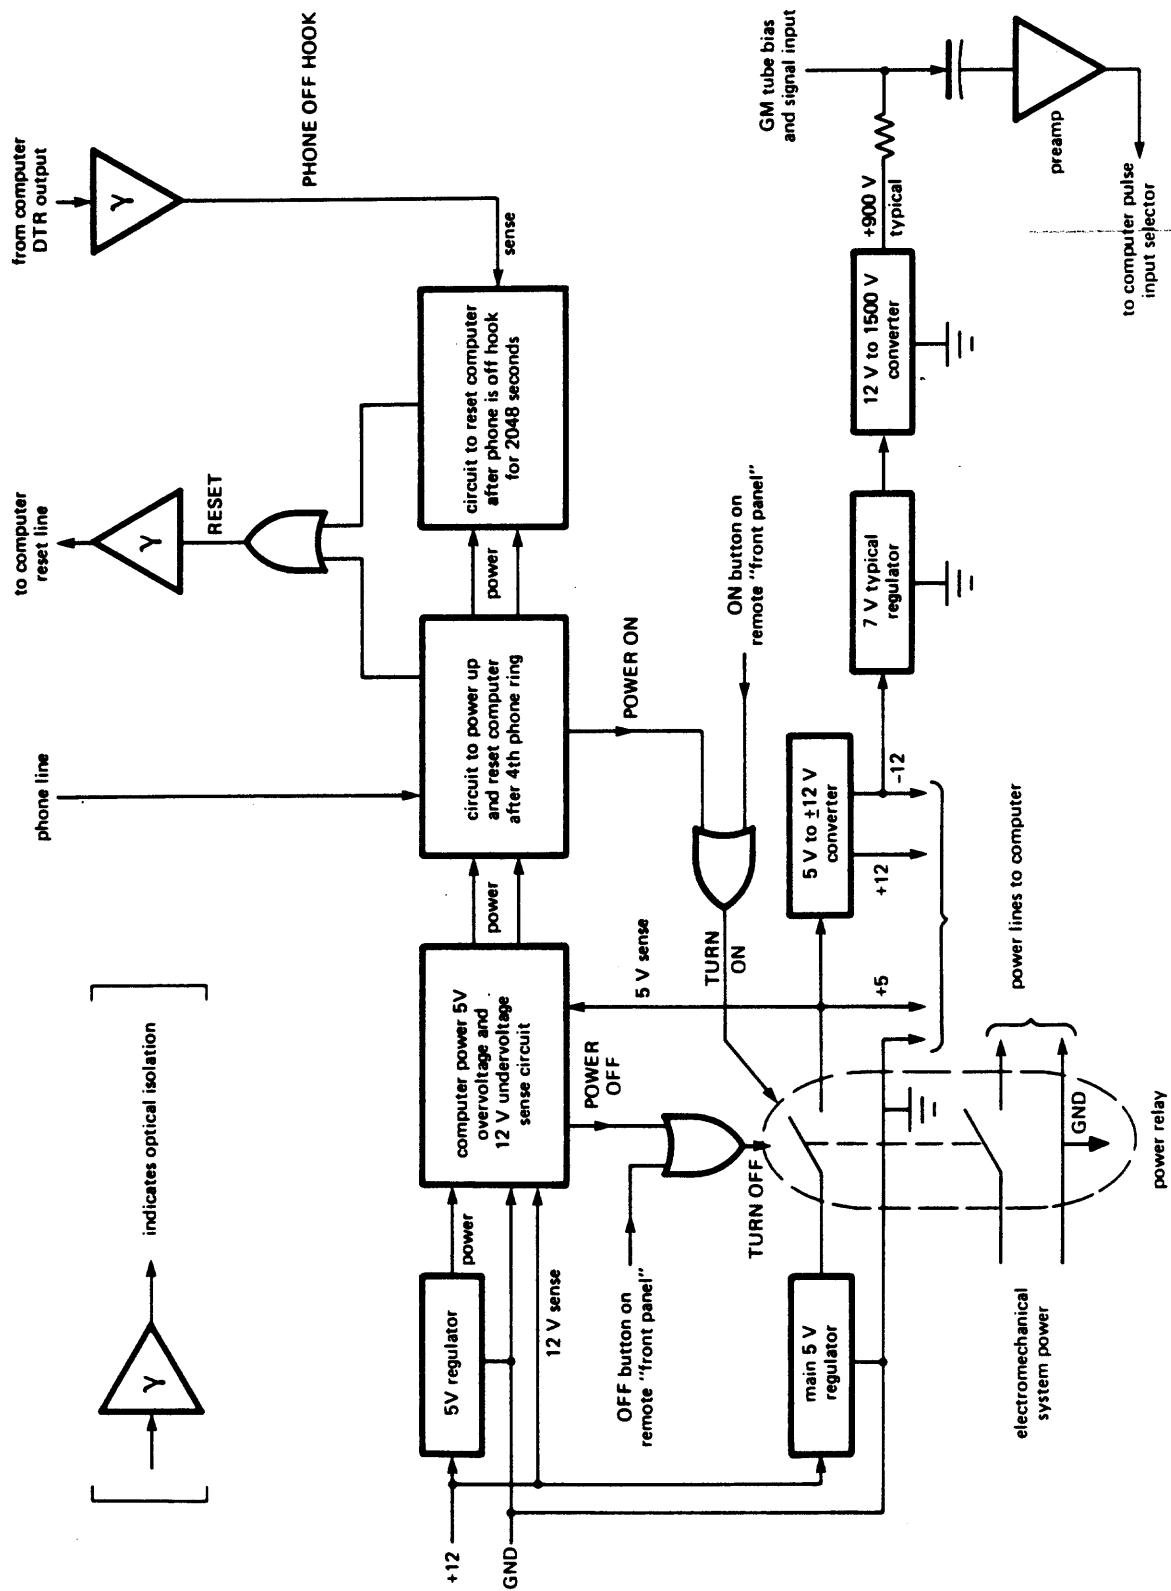 γ
indicates optical isolation
to computer
reset line
γ
RESET
from computer
DTR output
γ
PHONE OFF HOOK
phone line
+12
GND
5V regulator
power
12 V sense
computer power 5V
overvoltage and
12 V undervoltage
sense circuit
power
circuit to power up
and reset computer
after 4th phone ring
power
circuit to reset computer
after phone is off hook
for 2048 seconds
sense
OFF button on
remote "front panel"
POWER
OFF
TURN OFF
5 V sense
TURN
ON
POWER ON
ON button on
remote "front panel"
main 5 V
regulator
+5
5 V to ±12 V
converter
+12
-12
7 V typical
regulator
12 V to 1500 V
converter
+900 V
typical
GM tube bias
and signal input
preamp
to computer pulse
input selector
electromechanical
system power
GND
power relay
power lines to computer